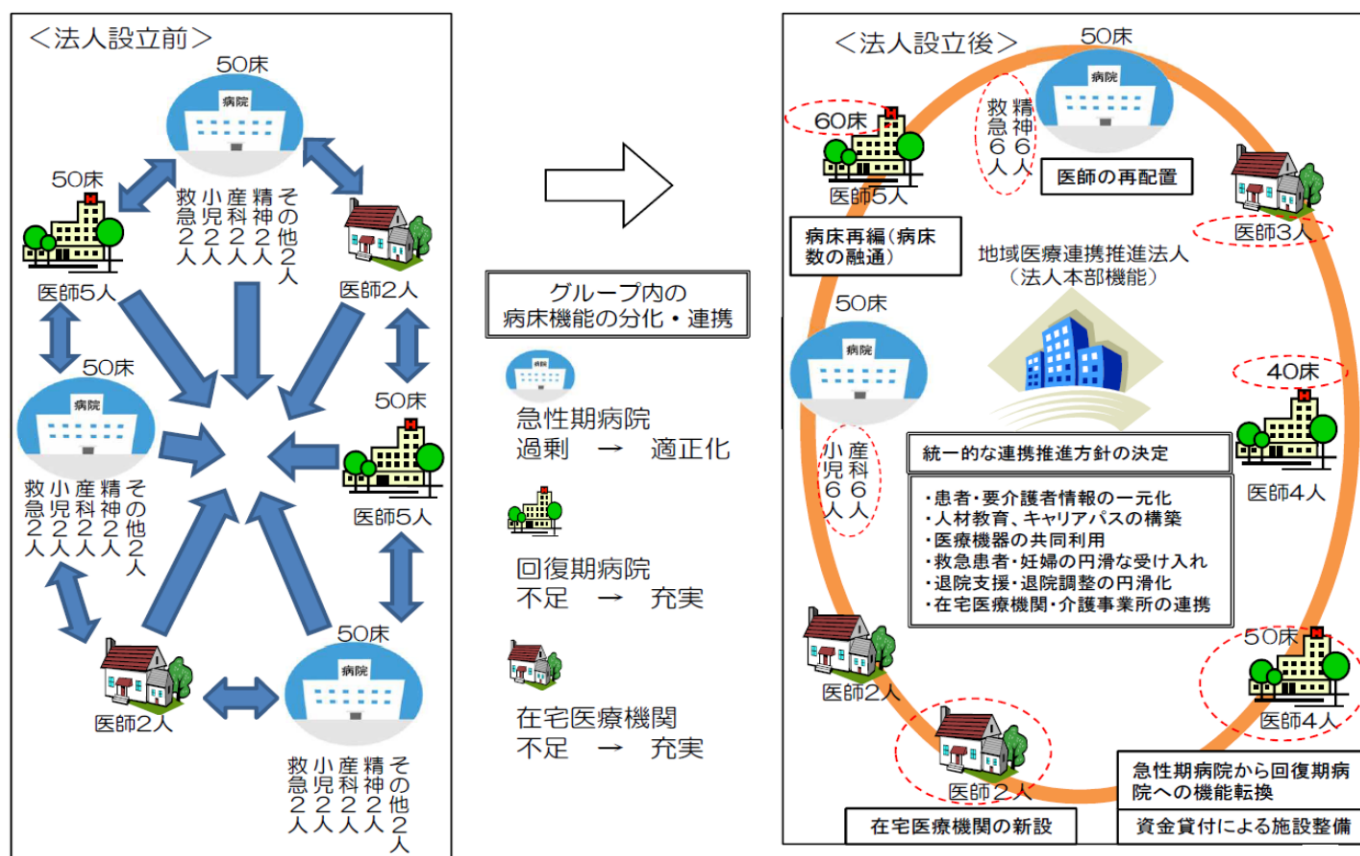 ＜法人設立前＞
50床
病院
50床
医師5人
救急2人
小児2人
産科2人
精神2人
その他2人
医師2人
50床
病院
救急2人
小児2人
産科2人
精神2人
その他2人
50床
医師5人
医師2人
50床
病院
救急2人
小児2人
産科2人
精神2人
その他2人
グループ内の
病床機能の分化・連携
病院
急性期病院
過剰 → 適正化
回復期病院
不足 → 充実
在宅医療機関
不足 → 充実
＜法人設立後＞
50床
病院
救急6人
精神6人
医師の再配置
60床
医師5人
病床再編(病床
数の融通)
医師3人
地域医療連携推進法人
（法人本部機能）
50床
病院
小児6人
産科6人
40床
医師4人
統一的な連携推進方針の決定
・患者・要介護者情報の一元化
・人材教育、キャリアパスの構築
・医療機器の共同利用
・救急患者・妊婦の円滑な受け入れ
・退院支援・退院調整の円滑化
・在宅医療機関・介護事業所の連携
医師2人
医師2人
在宅医療機関の新設
50床
医師4人
急性期病院から回復期病
院への機能転換
資金貸付による施設整備